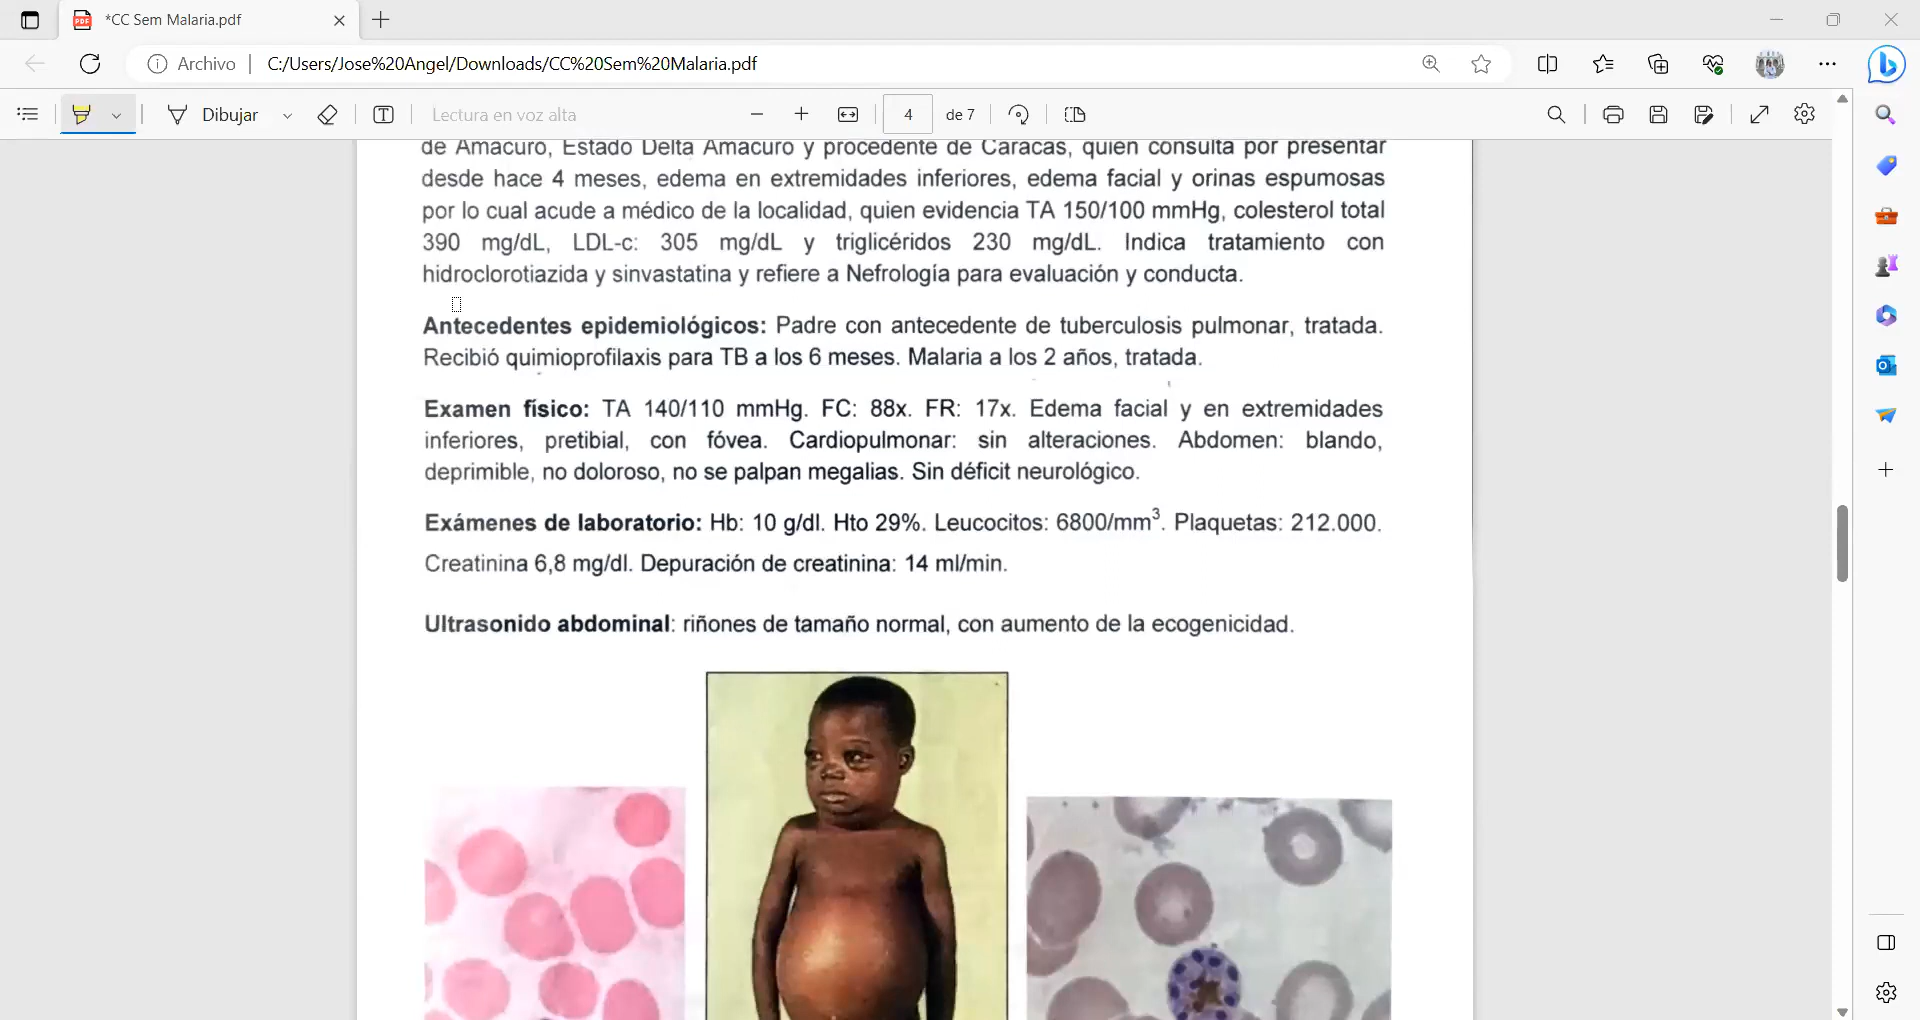 *CC Sem Malaria.pdf
Archivo
C:/Users/Jose%20Angel/Downloads/CC%20Sem%20Malaria.pdf
Dibujar
Lectura en voz alta
4 de 7
de Amacuro, Estado Delta Amacuro y procedente de Caracas, quien consulta por presentar
desde hace 4 meses, edema en extremidades inferiores, edema facial y orinas espumosas
por lo cual acude a médico de la localidad, quien evidencia TA 150/100 mmHg, colesterol total
390 mg/dL, LDL-c: 305 mg/dL y triglicéridos 230 mg/dL. Indica tratamiento con
hidroclorotiazida y sinvastatina y refiere a Nefrología para evaluación y conducta.
Antecedentes epidemiológicos: Padre con antecedente de tuberculosis pulmonar, tratada.
Recibió quimioprofilaxis para TB a los 6 meses. Malaria a los 2 años, tratada.
Examen físico: TA 140/110 mmHg. FC: 88x. FR: 17x. Edema facial y en extremidades
inferiores, pretibial, con fóvea. Cardiopulmonar: sin alteraciones. Abdomen: blando,
deprimible, no doloroso, no se palpan megalias. Sin déficit neurológico.
Exámenes de laboratorio: Hb: 10 g/dl. Hto 29%. Leucocitos: 6800/mm³. Plaquetas: 212.000.
Creatinina 6,8 mg/dl. Depuración de creatinina: 14 ml/min.
Ultrasonido abdominal: riñones de tamaño normal, con aumento de la ecogenicidad.